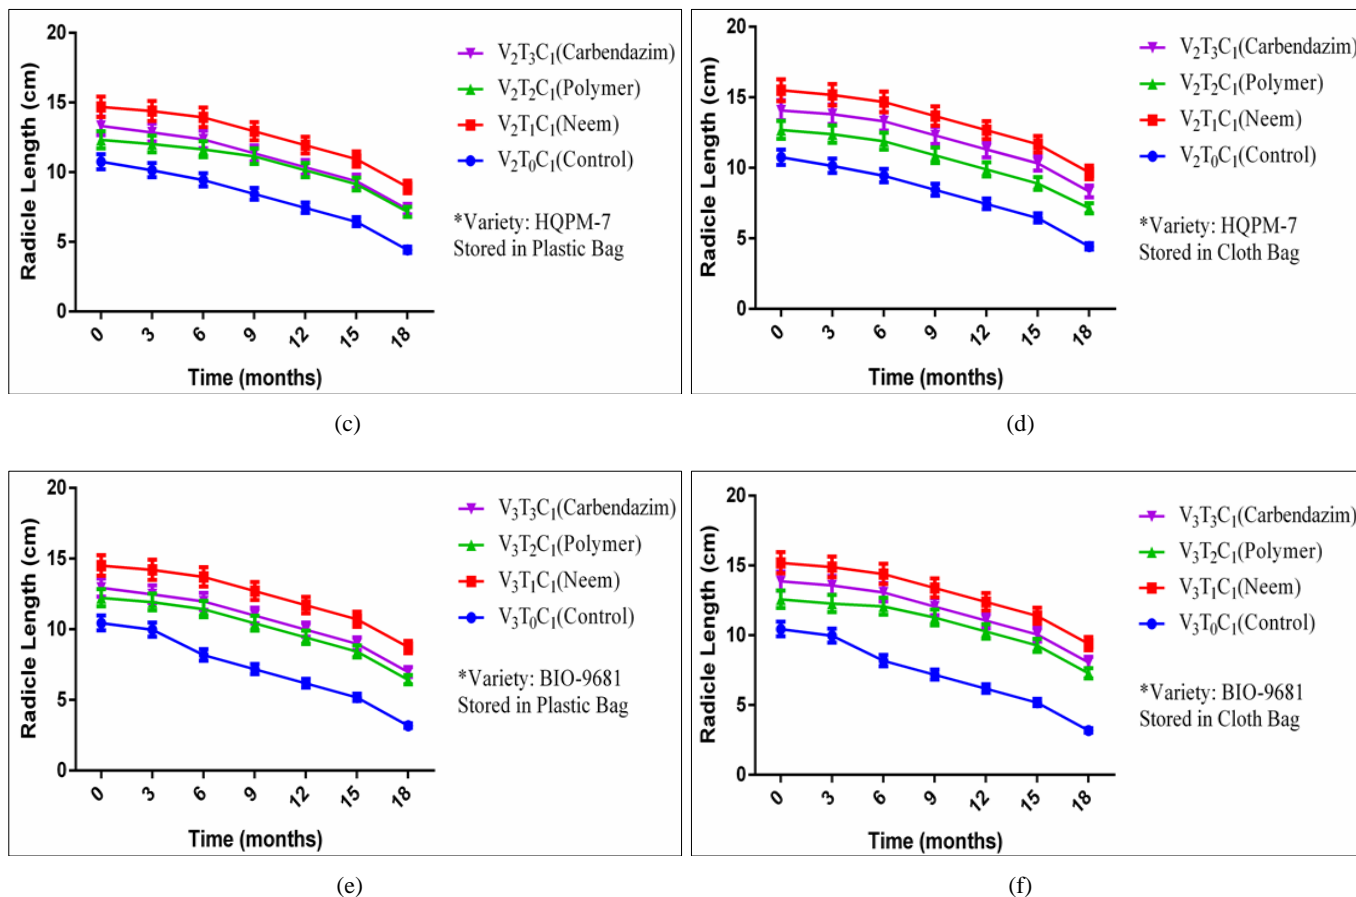 20
15
10
5
0
Radicle Length (cm)
0 3 6 9 12 15 18
Time (months)
V2T3C1(Carbendazim)
V2T2C1(Polymer)
V2T1C1(Neem)
V2T0C1(Control)
*Variety: HQPM-7
Stored in Plastic Bag
(c)
20
15
10
5
0
Radicle Length (cm)
0 3 6 9 12 15 18
Time (months)
V2T3C1(Carbendazim)
V2T2C1(Polymer)
V2T1C1(Neem)
V2T0C1(Control)
*Variety: HQPM-7
Stored in Cloth Bag
(d)
20
15
10
5
0
Radicle Length (cm)
0 3 6 9 12 15 18
Time (months)
V3T3C1(Carbendazim)
V3T2C1(Polymer)
V3T1C1(Neem)
V3T0C1(Control)
*Variety: BIO-9681
Stored in Plastic Bag
(e)
20
15
10
5
0
Radicle Length (cm)
0 3 6 9 12 15 18
Time (months)
V3T3C1(Carbendazim)
V3T2C1(Polymer)
V3T1C1(Neem)
V3T0C1(Control)
*Variety: BIO-9681
Stored in Cloth Bag
(f)